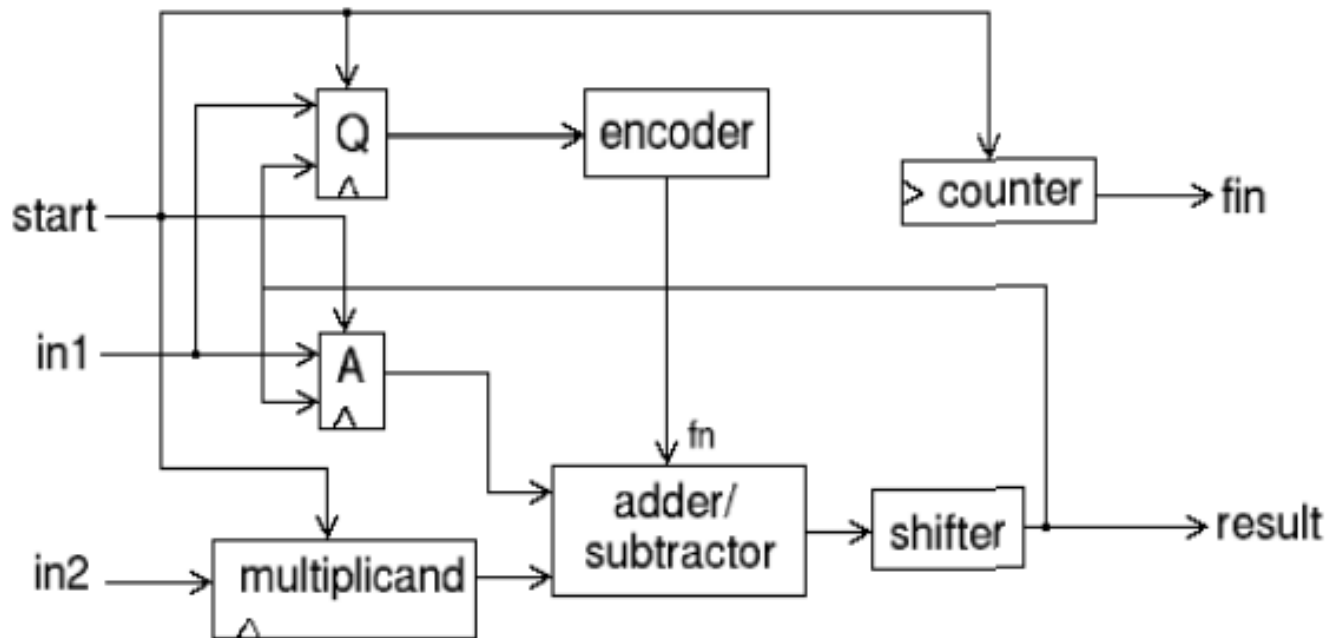 Q
encoder
counter
fin
start
in1
A
fn
adder/
subtractor
shifter
result
in2
multiplicand